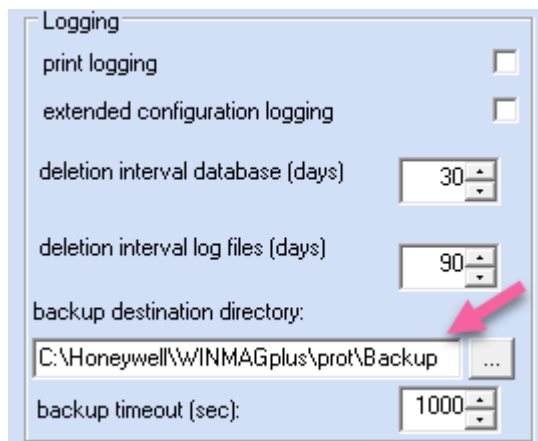 Logging
print logging
extended configuration logging
deletion interval database (days) 30
deletion interval log files (days) 90
backup destination directory:
C:\Honeywell\WINMAGplus\prot\Backup ...
backup timeout (sec): 1000